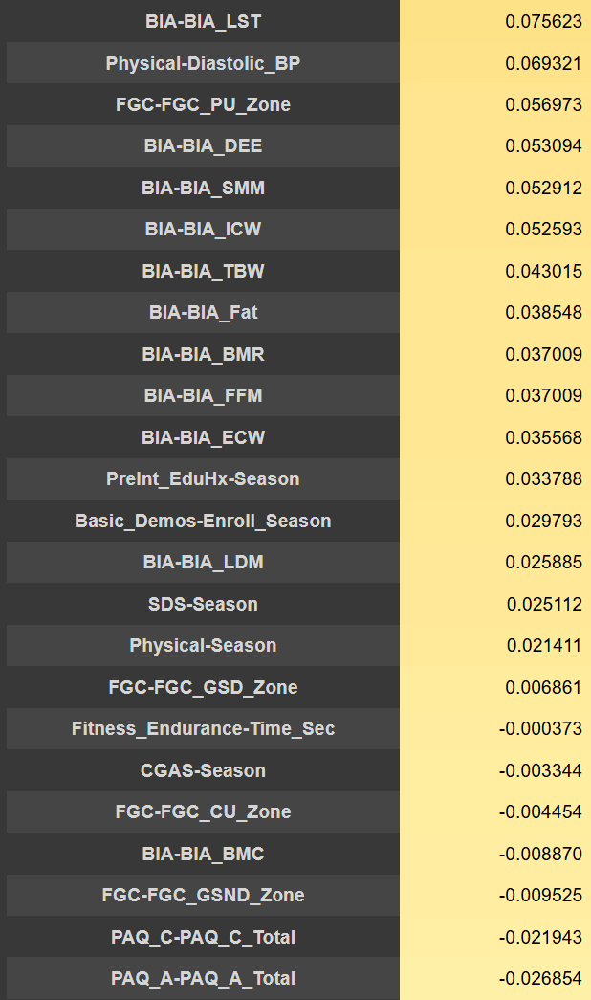 BIA-BIA_LST 0.075623
Physical-Diastolic_BP 0.069321
FGC-FGC_PU_Zone 0.056973
BIA-BIA_DEE 0.053094
BIA-BIA_SMM 0.052912
BIA-BIA_ICW 0.052593
BIA-BIA_TBW 0.043015
BIA-BIA_Fat 0.038548
BIA-BIA_BMR 0.037009
BIA-BIA_FFM 0.037009
BIA-BIA_ECW 0.035568
PreInt_EduHx-Season 0.033788
Basic_Demos-Enroll_Season 0.029793
BIA-BIA_LDM 0.025885
SDS-Season 0.025112
Physical-Season 0.021411
FGC-FGC_GSD_Zone 0.006861
Fitness_Endurance-Time_Sec -0.000373
CGAS-Season -0.003344
FGC-FGC_CU_Zone -0.004454
BIA-BIA_BMC -0.008870
FGC-FGC_GSND_Zone -0.009525
PAQ_C-PAQ_C_Total -0.021943
PAQ_A-PAQ_A_Total -0.026854